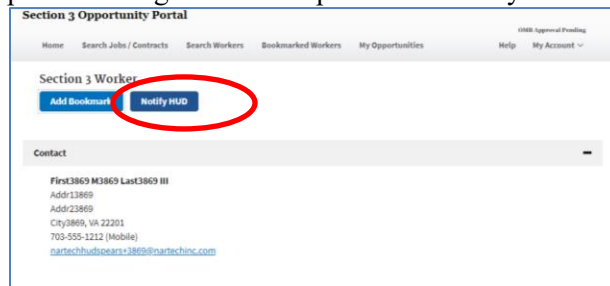 Section 3 Opportunity Portal
OMB Approval Pending
Home Search Jobs / Contracts Search Workers Bookmarked Workers My Opportunities Help My Account
Section 3 Worker
Add Bookmark Notify HUD
Contact
First3869 M3869 Last3869 III
Addr13869
Addr23869
City3869, VA 22201
703-555-1212 (Mobile)
nartechhudspears+3869@nartechinc.com